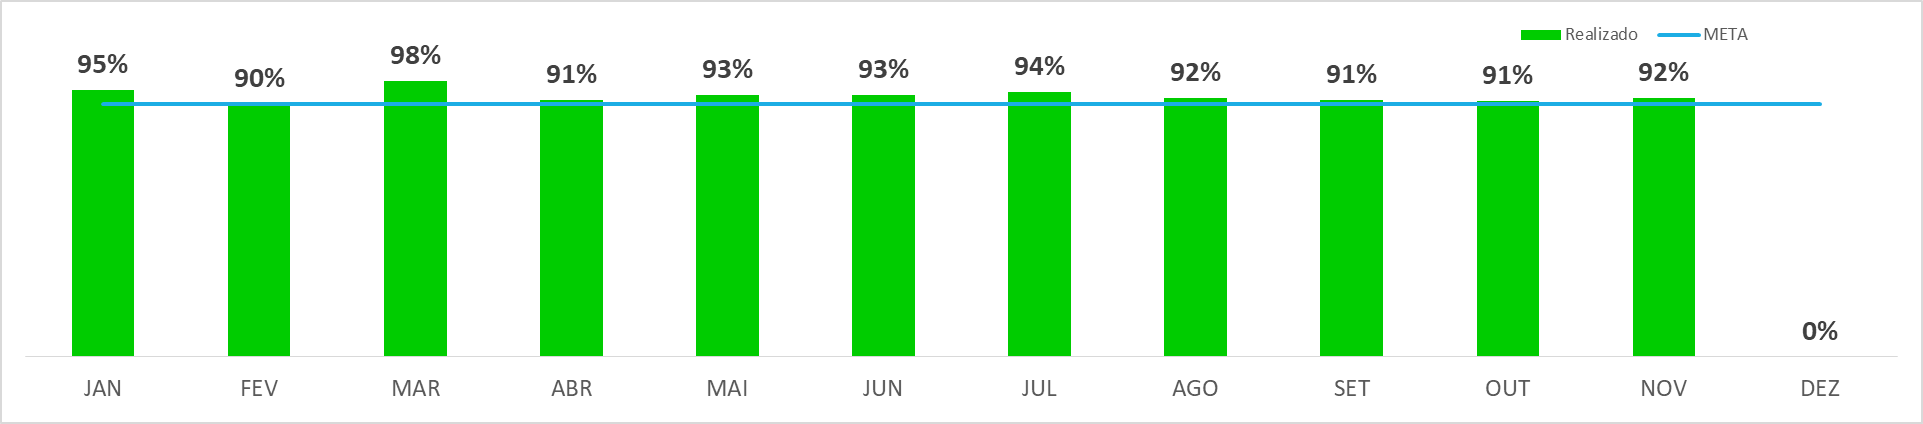 Realizado META
95% 90% 98% 91% 93% 93% 94% 92% 91% 91% 92% 0%
JAN FEV MAR ABR MAI JUN JUL AGO SET OUT NOV DEZ